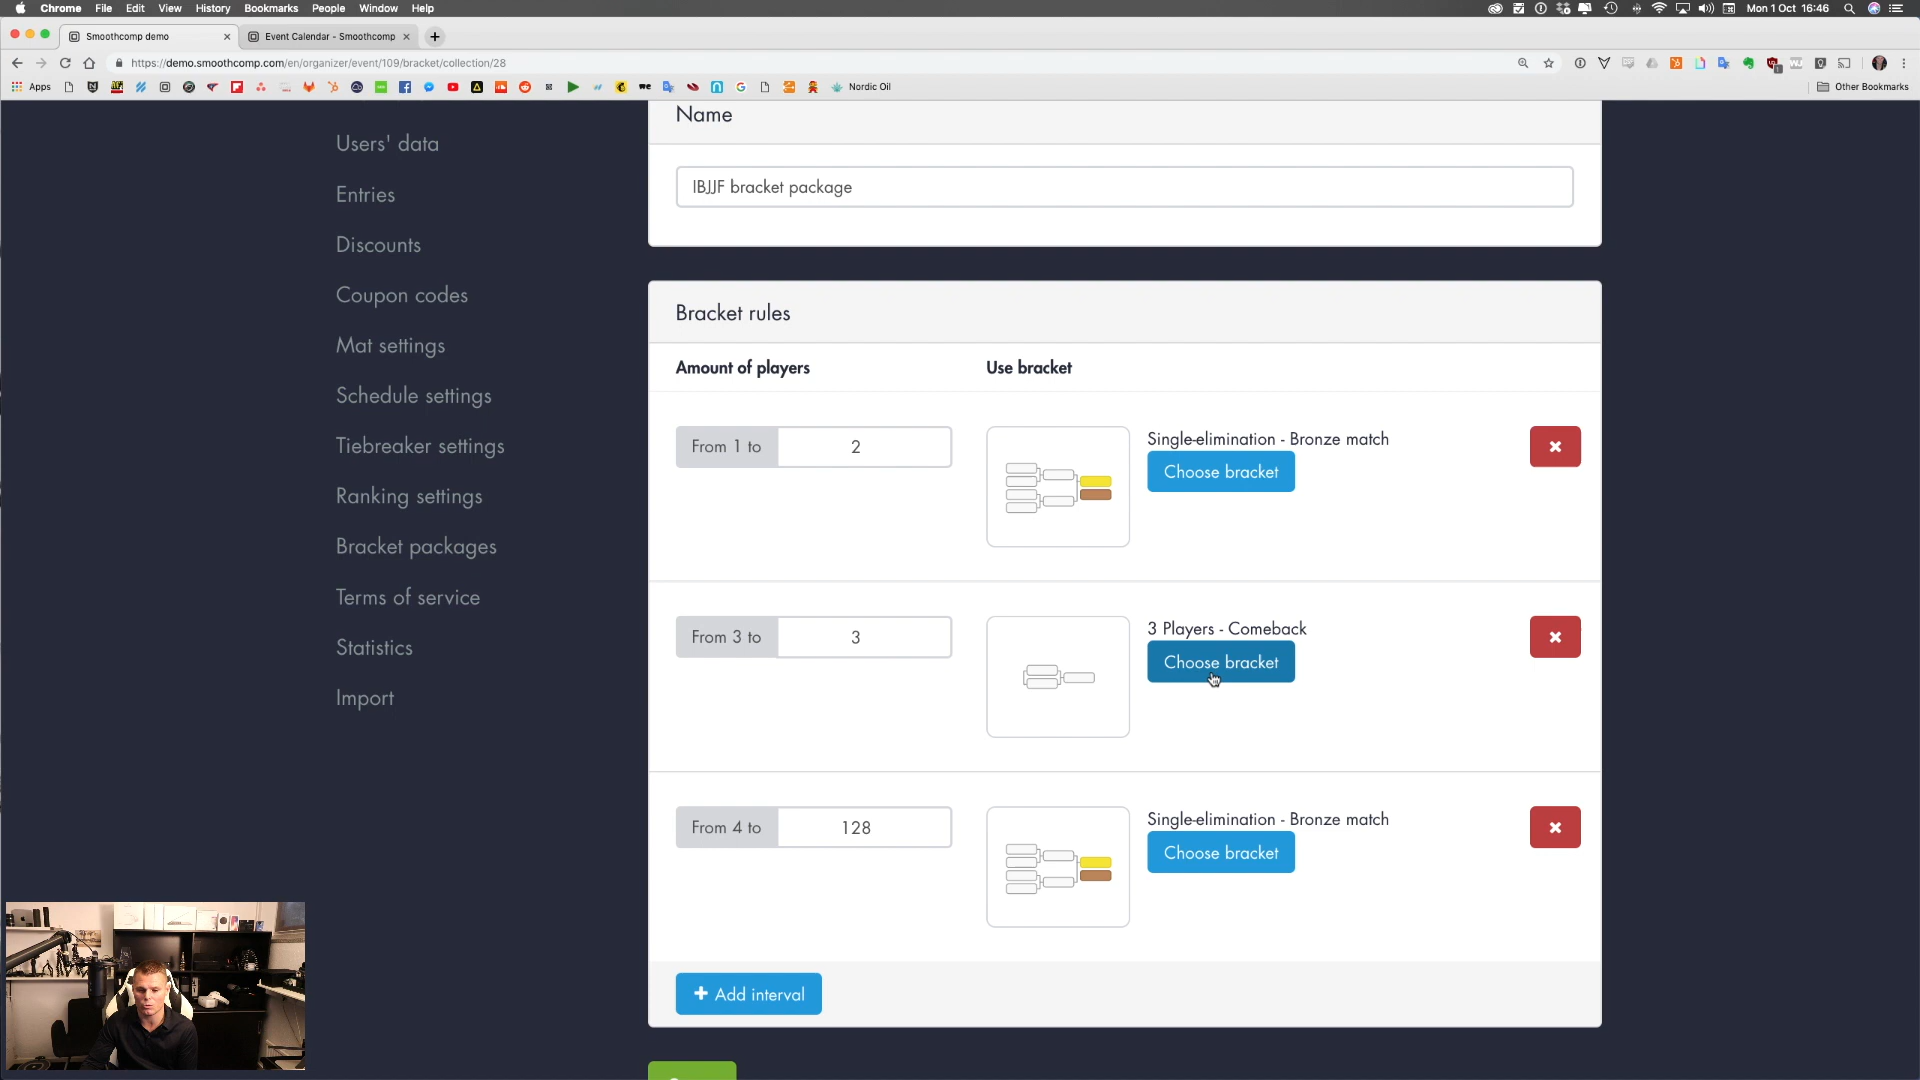 Chrome File Edit View History Bookmarks People Window Help
Mon 1 Oct 16:46
Smoothcomp demo
Event Calendar - Smoothcomp
https://demo.smoothcomp.com/en/organizer/event/109/bracket/collection/28
Apps
Nordic Oil
Other Bookmarks
Users' data
Entries
Discounts
Coupon codes
Mat settings
Schedule settings
Tiebreaker settings
Ranking settings
Bracket packages
Terms of service
Statistics
Import
Name
IBJJF bracket package
Bracket rules
Amount of players Use bracket
From 1 to 2
Single-elimination - Bronze match
Choose bracket
From 3 to 3
3 Players - Comeback
Choose bracket
From 4 to 128
Single-elimination - Bronze match
Choose bracket
+ Add interval